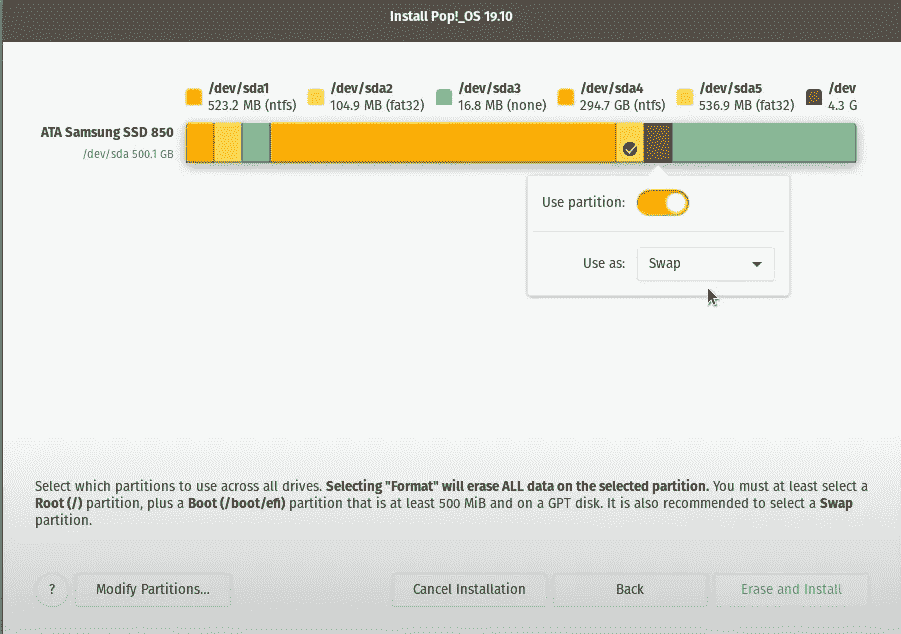 Install Pop!_OS 19.10
/dev/sda1 /dev/sda2 /dev/sda3 /dev/sda4 /dev/sda5 /dev
523.2 MB (ntfs) 104.9 MB (fat32) 16.8 MB (none) 294.7 GB (ntfs) 536.9 MB (fat32) 4.3 G
ATA Samsung SSD 850
/dev/sda 500.1 GB
Use partition:
Use as: Swap
Select which partitions to use across all drives. Selecting "Format" will erase ALL data on the selected partition. You must at least select a
Root (/) partition, plus a Boot (/boot/efi) partition that is at least 500 MiB and on a GPT disk. It is also recommended to select a Swap
partition.
? Modify Partitions... Cancel Installation Back Erase and Install